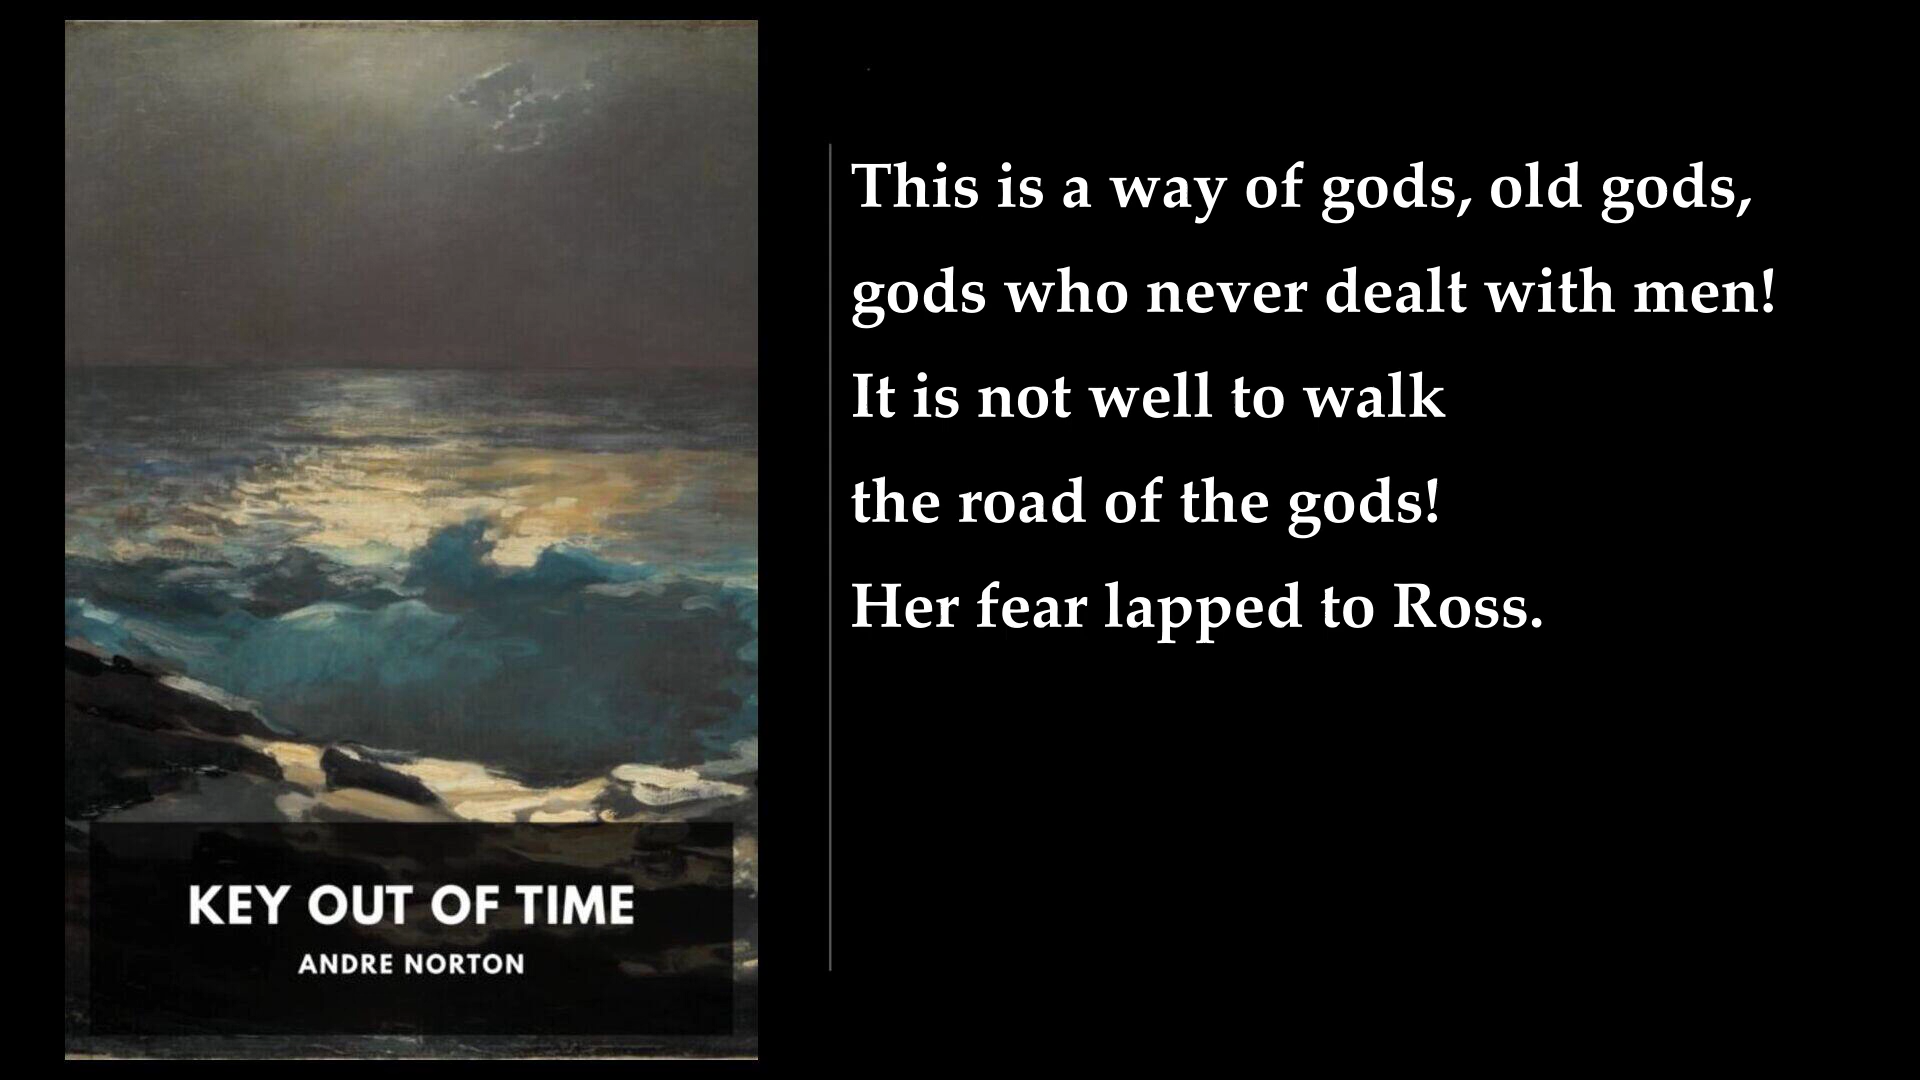 This is a way of gods, old gods,
gods who never dealt with men!
It is not well to walk
the road of the gods!
Her fear lapped to Ross.
KEY OUT OF TIME
ANDRE NORTON